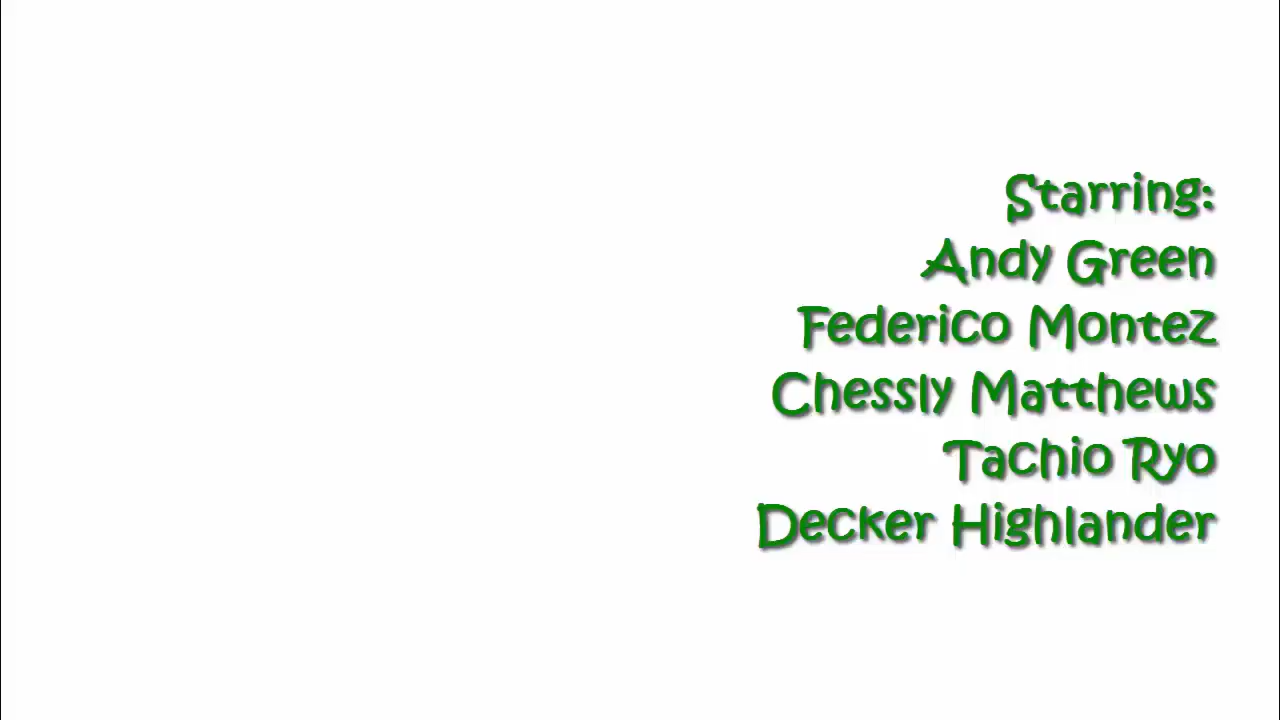 Starring:
Andy Green
Federico Montez
Chessly Matthews
Tachio Ryo
Decker Highlander